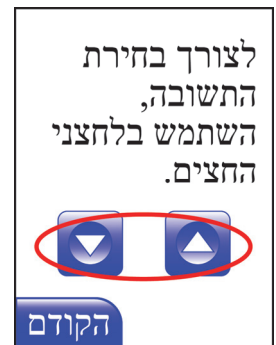 לצורך בחירת
התשובה,
השתמש בלחצני
החצים.
הקודם